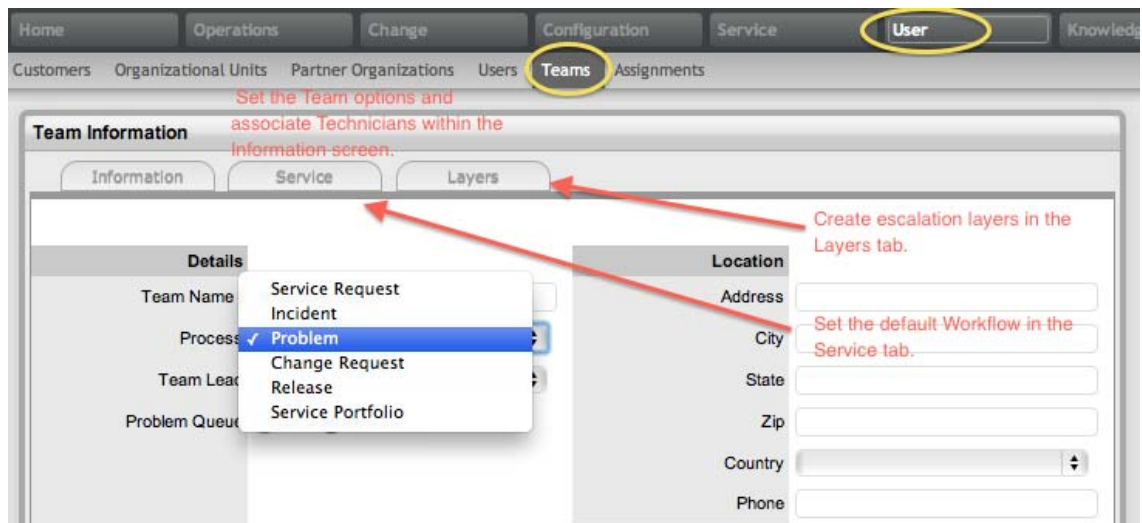 Home Operations Change Configuration Service User Knowledg
Customers Organizational Units Partner Organizations Users Teams Assignments
Set the Team options and
associate Technicians within the
Information screen.
Team Information
Information Service Layers
Create escalation layers in the
Layers tab.
Details Location
Team Name Address
Service Request
Incident
Process ✓ Problem City
Set the default Workflow in the
Service tab.
Change Request
Team Lead State
Release
Service Portfolio
Problem Queue Zip
Country
Phone